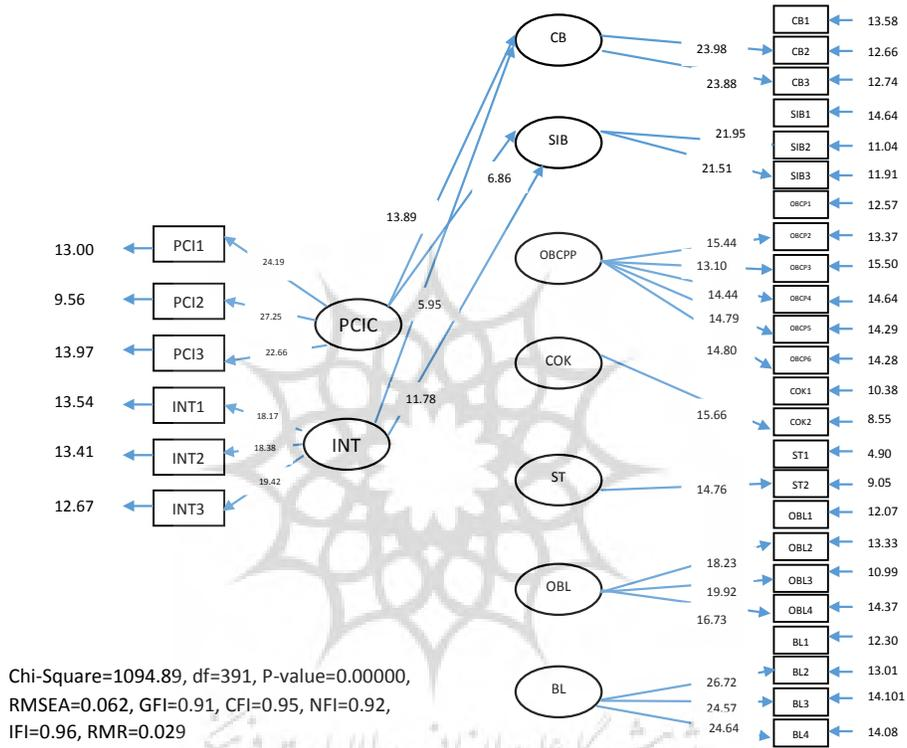 CB
SIB
OBCPP
COK
ST
OBL
BL
PCIC
INT
13.00
PCI1
9.56
PCI2
13.97
PCI3
13.54
INT1
13.41
INT2
12.67
INT3
24.19
27.25
22.66
18.17
18.38
19.42
13.89
6.86
5.95
11.78
23.98
23.88
21.95
21.51
15.44
13.10
14.44
14.79
14.80
15.66
14.76
18.23
19.92
16.73
26.72
24.57
24.64
CB1 13.58
CB2 12.66
CB3 12.74
SIB1 14.64
SIB2 11.04
SIB3 11.91
OBCP1 12.57
OBCP2 13.37
OBCP3 15.50
OBCP4 14.64
OBCP5 14.29
OBCP6 14.28
COK1 10.38
COK2 8.55
ST1 4.90
ST2 9.05
OBL1 12.07
OBL2 13.33
OBL3 10.99
OBL4 14.37
BL1 12.30
BL2 13.01
BL3 14.101
BL4 14.08
Chi-Square=1094.89, df=391, P-value=0.00000,
RMSEA=0.062, GFI=0.91, CFI=0.95, NFI=0.92,
IFI=0.96, RMR=0.029